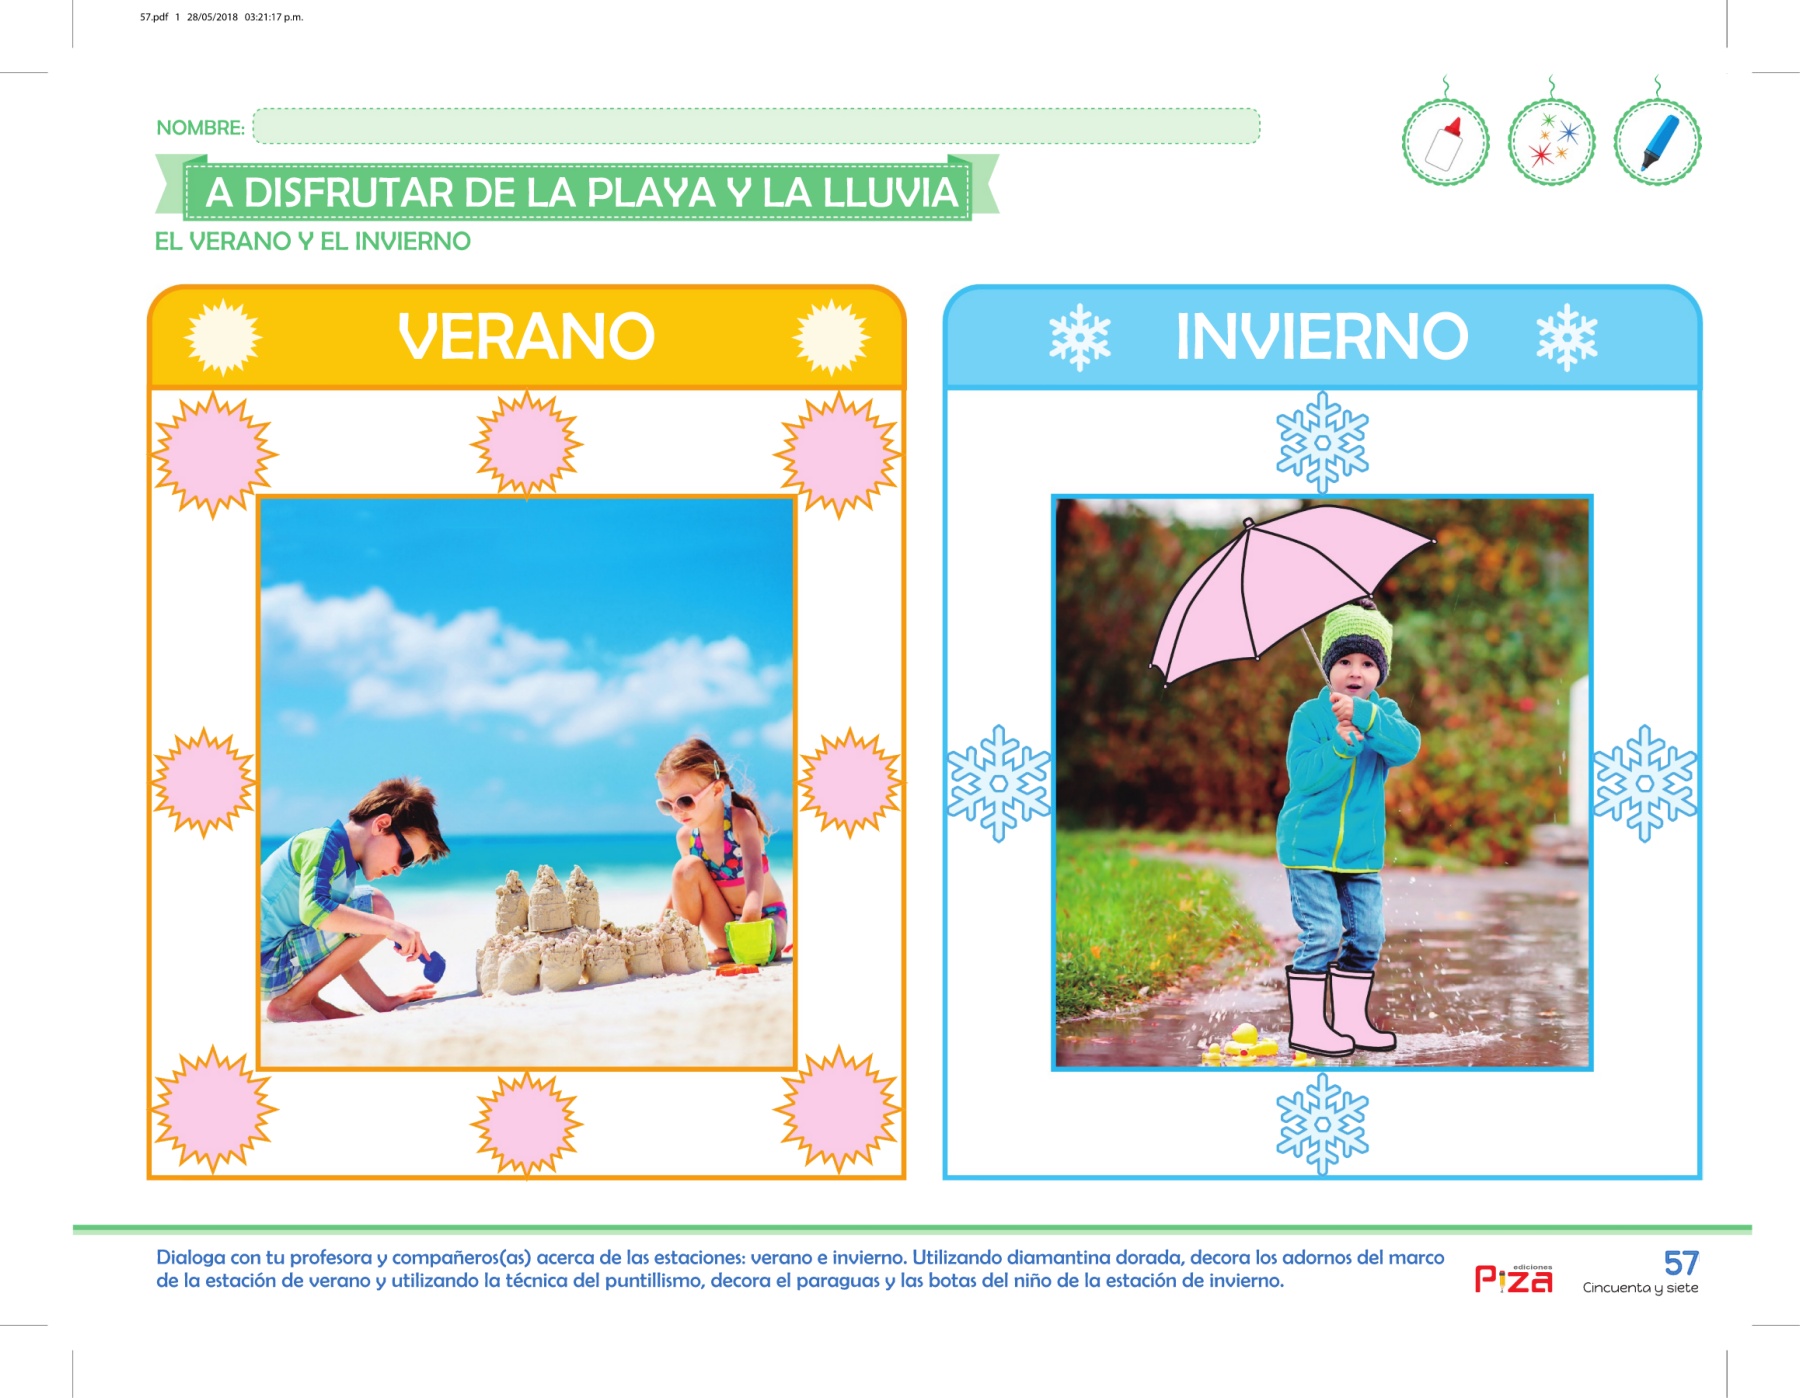 57.pdf 1 28/05/2018 03:21:17 p.m.
NOMBRE:
A DISFRUTAR DE LA PLAYA Y LA LLUVIA
EL VERANO Y EL INVIERNO
VERANO
INVIERNO
Dialoga con tu profesora y compañeros(as) acerca de las estaciones: verano e invierno. Utilizando diamantina dorada, decora los adornos del marco
de la estación de verano y utilizando la técnica del puntillismo, decora el paraguas y las botas del niño de la estación de invierno.
ediciones
Piza
57
Cincuenta y siete